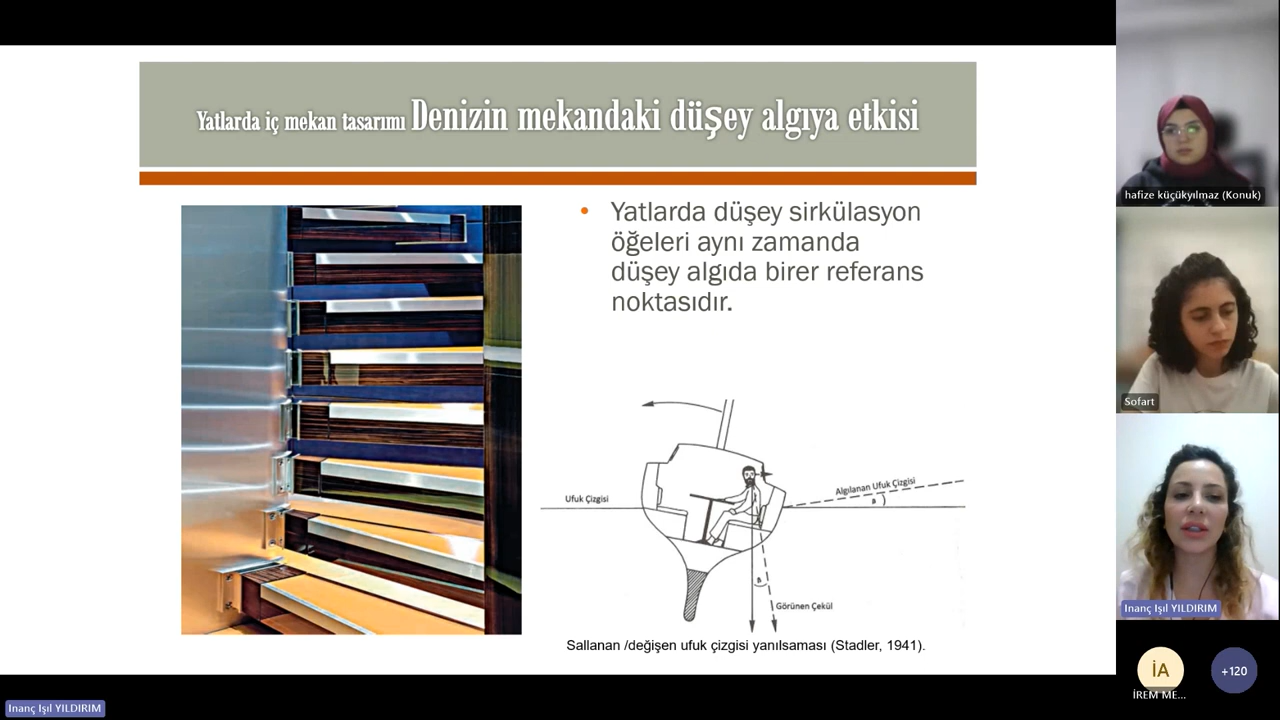 Yatlarda iç mekan tasarımı Denizin mekandaki düşey algıya etkisi
• Yatlarda düşey sirkülasyon
öğeleri aynı zamanda
düşey algıda birer referans
noktasıdır.
Ufuk Çizgisi
Algılanan Ufuk Çizgisi
a
a
Görünen Çekül
Sallanan /değişen ufuk çizgisi yanılsaması (Stadler, 1941).
hafize küçükyılmaz (Konuk)
Sofart
Inanç Işıl YILDIRIM
İA
+120
İREM ME...
Inanç Işıl YILDIRIM